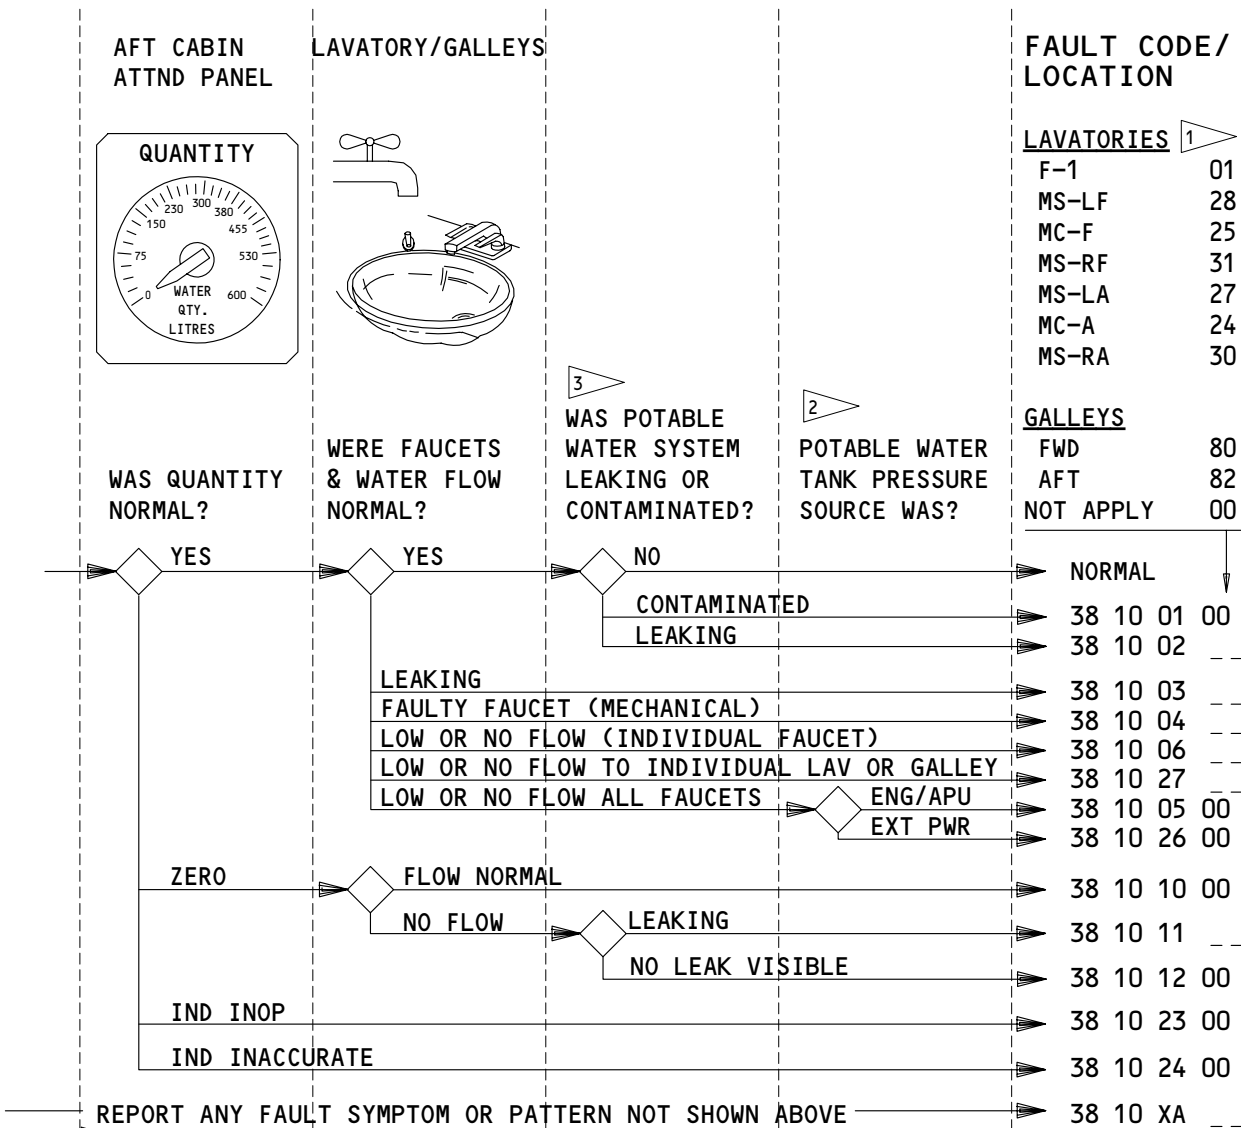 AFT CABIN
ATTND PANEL
LAVATORY/GALLEYS
FAULT CODE/
LOCATION
QUANTITY
0
75
150
230
300
380
455
530
600
WATER
QTY.
LITRES
LAVATORIES 1
F-1 01
MS-LF 28
MC-F 25
MS-RF 31
MS-LA 27
MC-A 24
MS-RA 30
GALLEYS
FWD 80
AFT 82
NOT APPLY 00
WAS QUANTITY
NORMAL?
WERE FAUCETS
& WATER FLOW
NORMAL?
3
WAS POTABLE
WATER SYSTEM
LEAKING OR
CONTAMINATED?
2
POTABLE WATER
TANK PRESSURE
SOURCE WAS?
YES YES NO NORMAL
CONTAMINATED 38 10 01 00
LEAKING 38 10 02 _ _
LEAKING 38 10 03 _ _
FAULTY FAUCET (MECHANICAL) 38 10 04 _ _
LOW OR NO FLOW (INDIVIDUAL FAUCET) 38 10 06 _ _
LOW OR NO FLOW TO INDIVIDUAL LAV OR GALLEY 38 10 27 _ _
LOW OR NO FLOW ALL FAUCETS ENG/APU 38 10 05 00
EXT PWR 38 10 26 00
ZERO FLOW NORMAL 38 10 10 00
NO FLOW LEAKING 38 10 11 _ _
NO LEAK VISIBLE 38 10 12 00
IND INOP 38 10 23 00
IND INACCURATE 38 10 24 00
REPORT ANY FAULT SYMPTOM OR PATTERN NOT SHOWN ABOVE 38 10 XA _ _